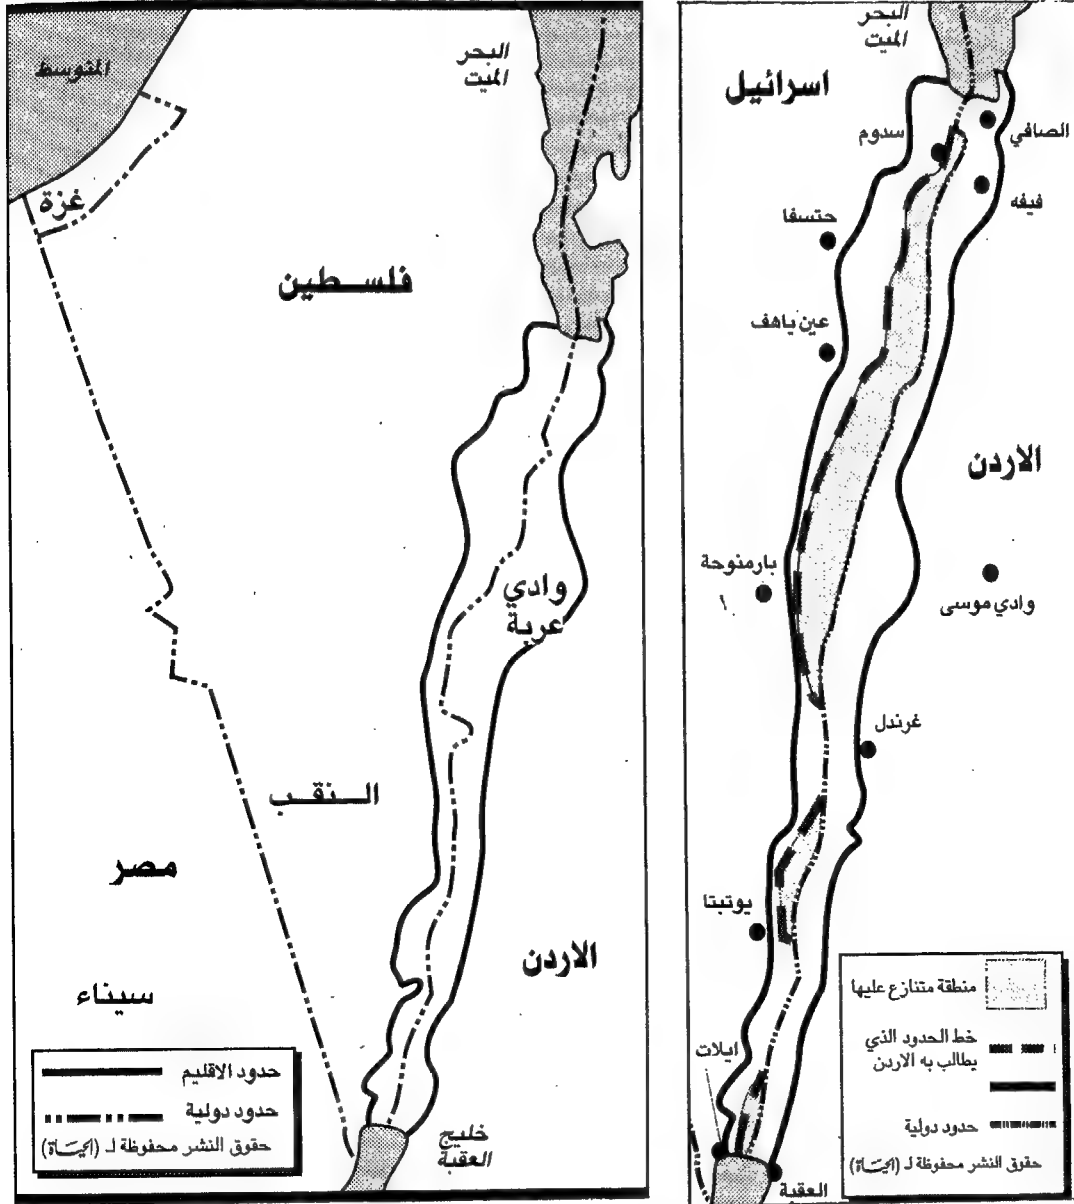 المتوسط
البحر
الميت
غزة
فلسطين
وادي
عربة
النقب
مصر
الاردن
سيناء
خليج
العقبة
حدود الاقليم
حدود دولية
حقوق النشر محفوظة لـ (الحياة)
البحر
الميت
اسرائيل
الصافي
سدوم
فيفه
حتسفا
عين ياهف
الاردن
بارمنوحة
وادي موسى
غرندل
يوتبتا
ايلات
العقبة
منطقة متنازع عليها
خط الحدود الذي
يطالب به الاردن
حدود دولية
حقوق النشر محفوظة لـ (الحياة)